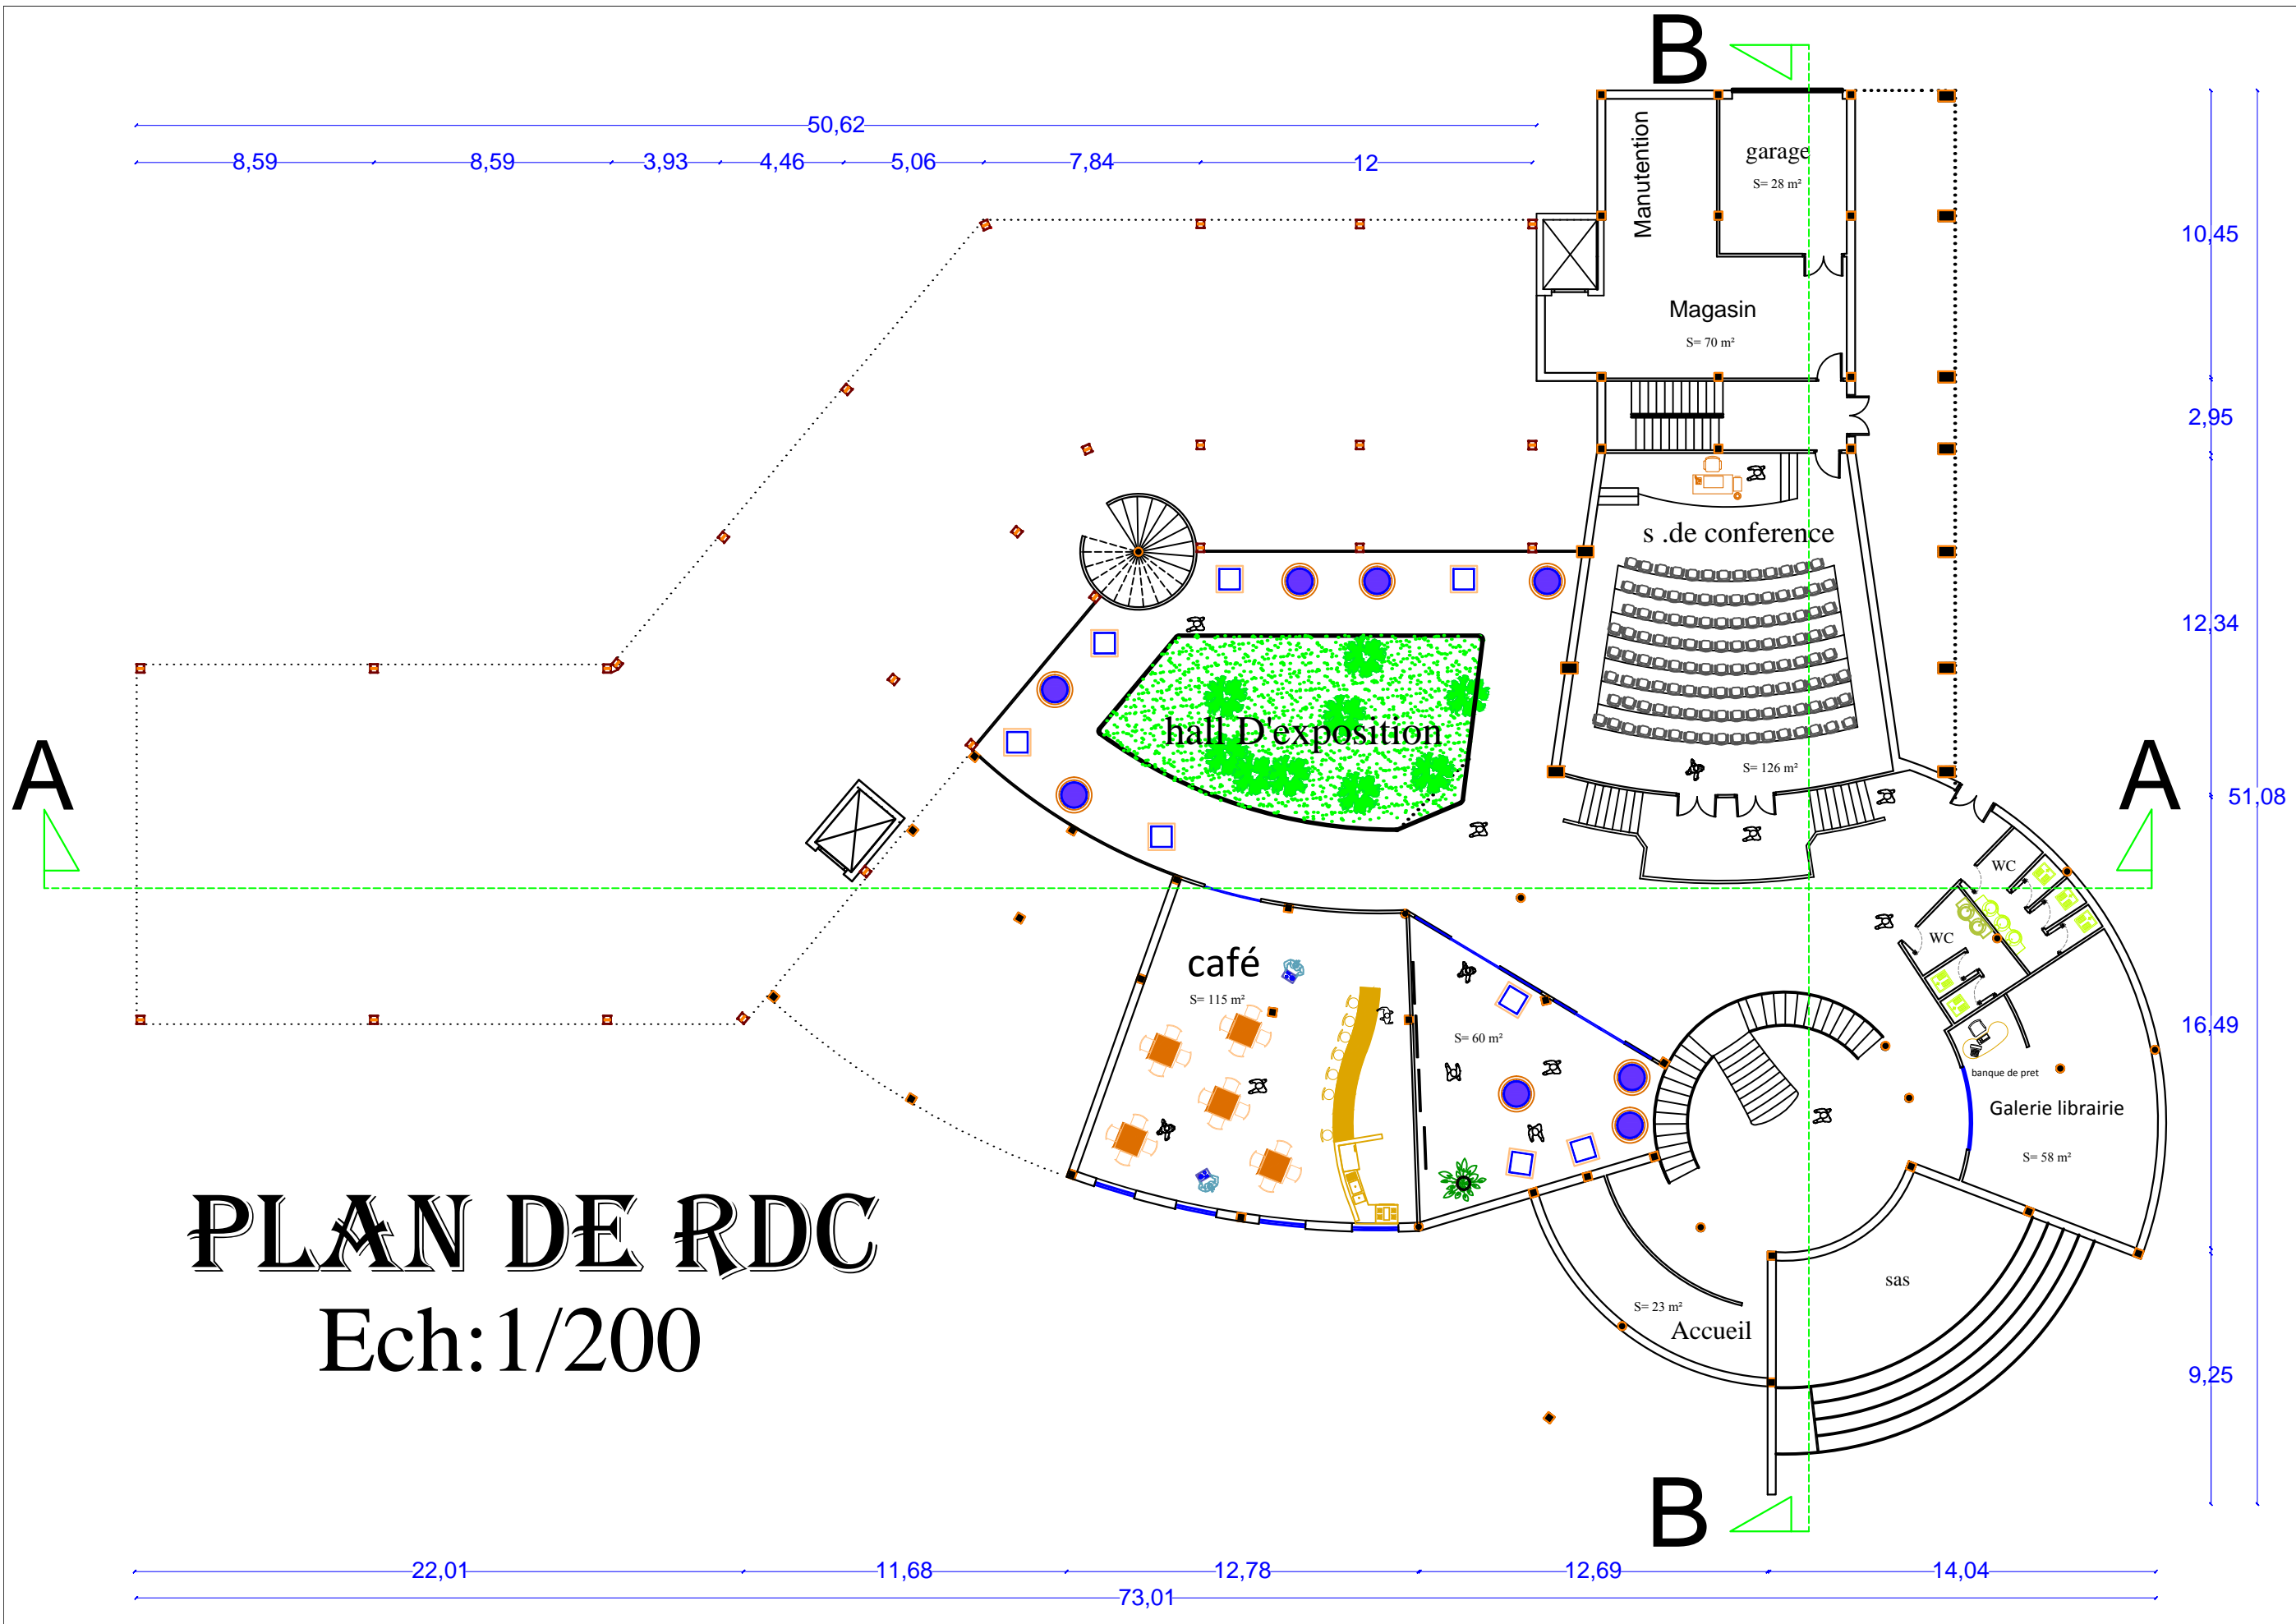 B
50,62
8,59 8,59 3,93 4,46 5,06 7,84 12
Manutention
garage
S= 28 m²
10,45
Magasin
S= 70 m²
2,95
s .de conference
12,34
hall D'exposition
S= 126 m²
A
A
51,08
WC
WC
café
S= 115 m²
S= 60 m²
16,49
banque de pret
Galerie librairie
S= 58 m²
PLAN DE RDC
Ech:1/200
sas
S= 23 m²
Accueil
9,25
B
22,01 11,68 12,78 12,69 14,04
73,01